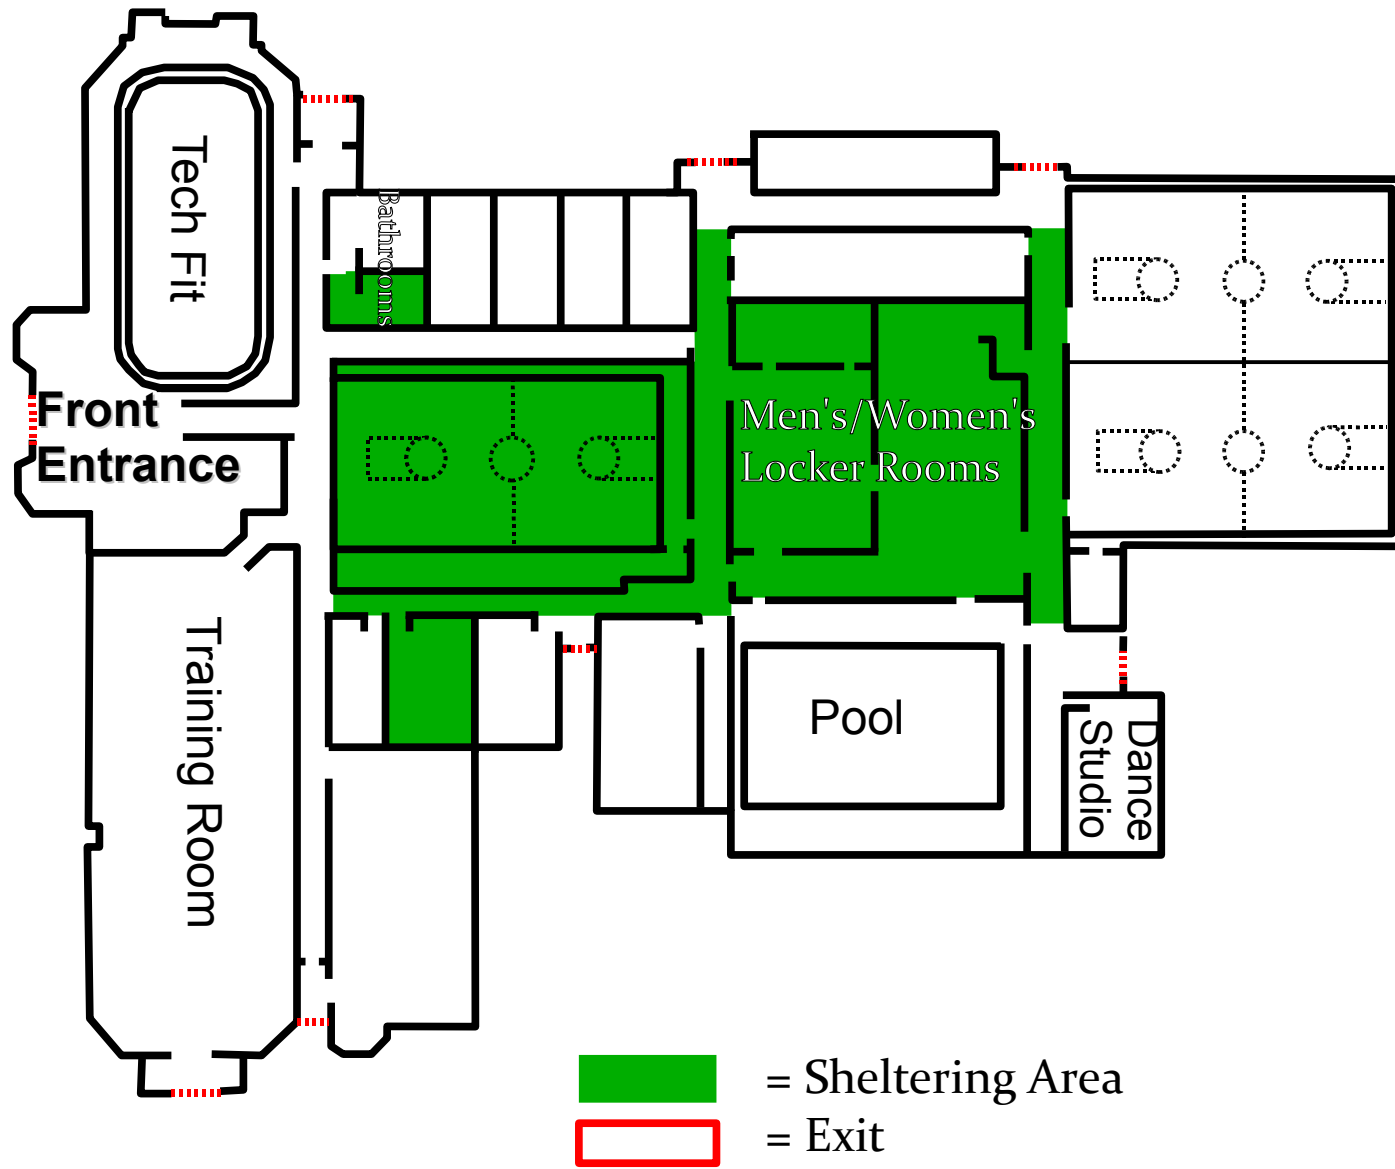 Tech Fit
Bathrooms
Front
Entrance
Men's/Women's
Locker Rooms
Training Room
Pool
Dance
Studio
= Sheltering Area
= Exit